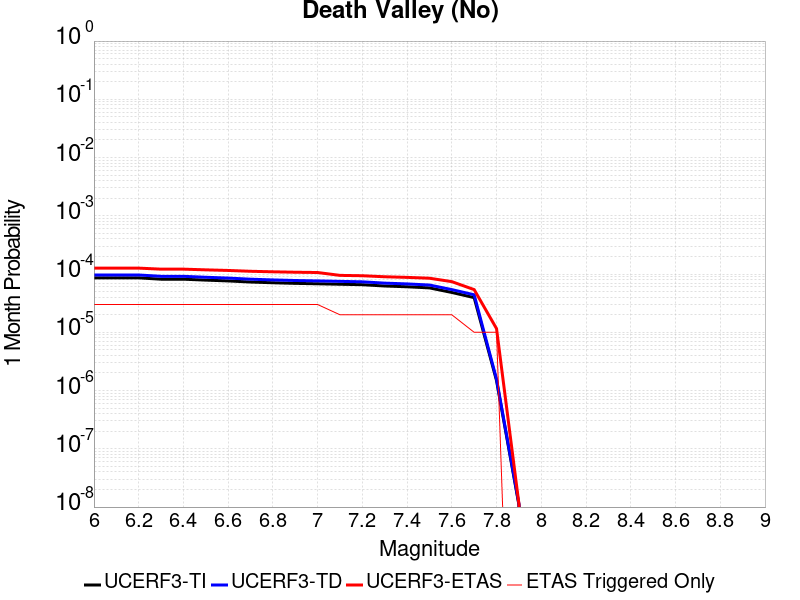 Death Valley (No)
10^0
10^-1
10^-2
10^-3
10^-4
10^-5
10^-6
10^-7
10^-8
1 Month Probability
6 6.2 6.4 6.6 6.8 7 7.2 7.4 7.6 7.8 8 8.2 8.4 8.6 8.8 9
Magnitude
UCERF3-TI UCERF3-TD UCERF3-ETAS ETAS Triggered Only